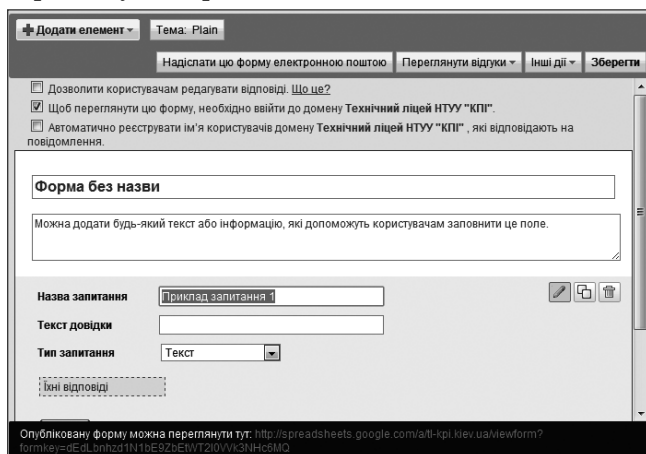 Додати елемент
Тема: Plain
Надіслати цю форму електронною поштою
Переглянути відгуки
Інші дії
Зберегти
Дозволити користувачам редагувати відповіді. Що це?
Щоб переглянути цю форму, необхідно ввійти до домену Технічний ліцей НТУУ "КПІ".
Автоматично реєструвати ім'я користувачів домену Технічний ліцей НТУУ "КПІ" , які відповідають на
повідомлення.
Форма без назви
Можна додати будь-який текст або інформацію, які допоможуть користувачам заповнити це поле.
Назва запитання
Приклад запитання 1
Текст довідки
Тип запитання
Текст
Їхні відповіді
Опубліковану форму можна переглянути тут: http://spreadsheets.google.com/a/tl-kpi.kiev.ua/viewform?